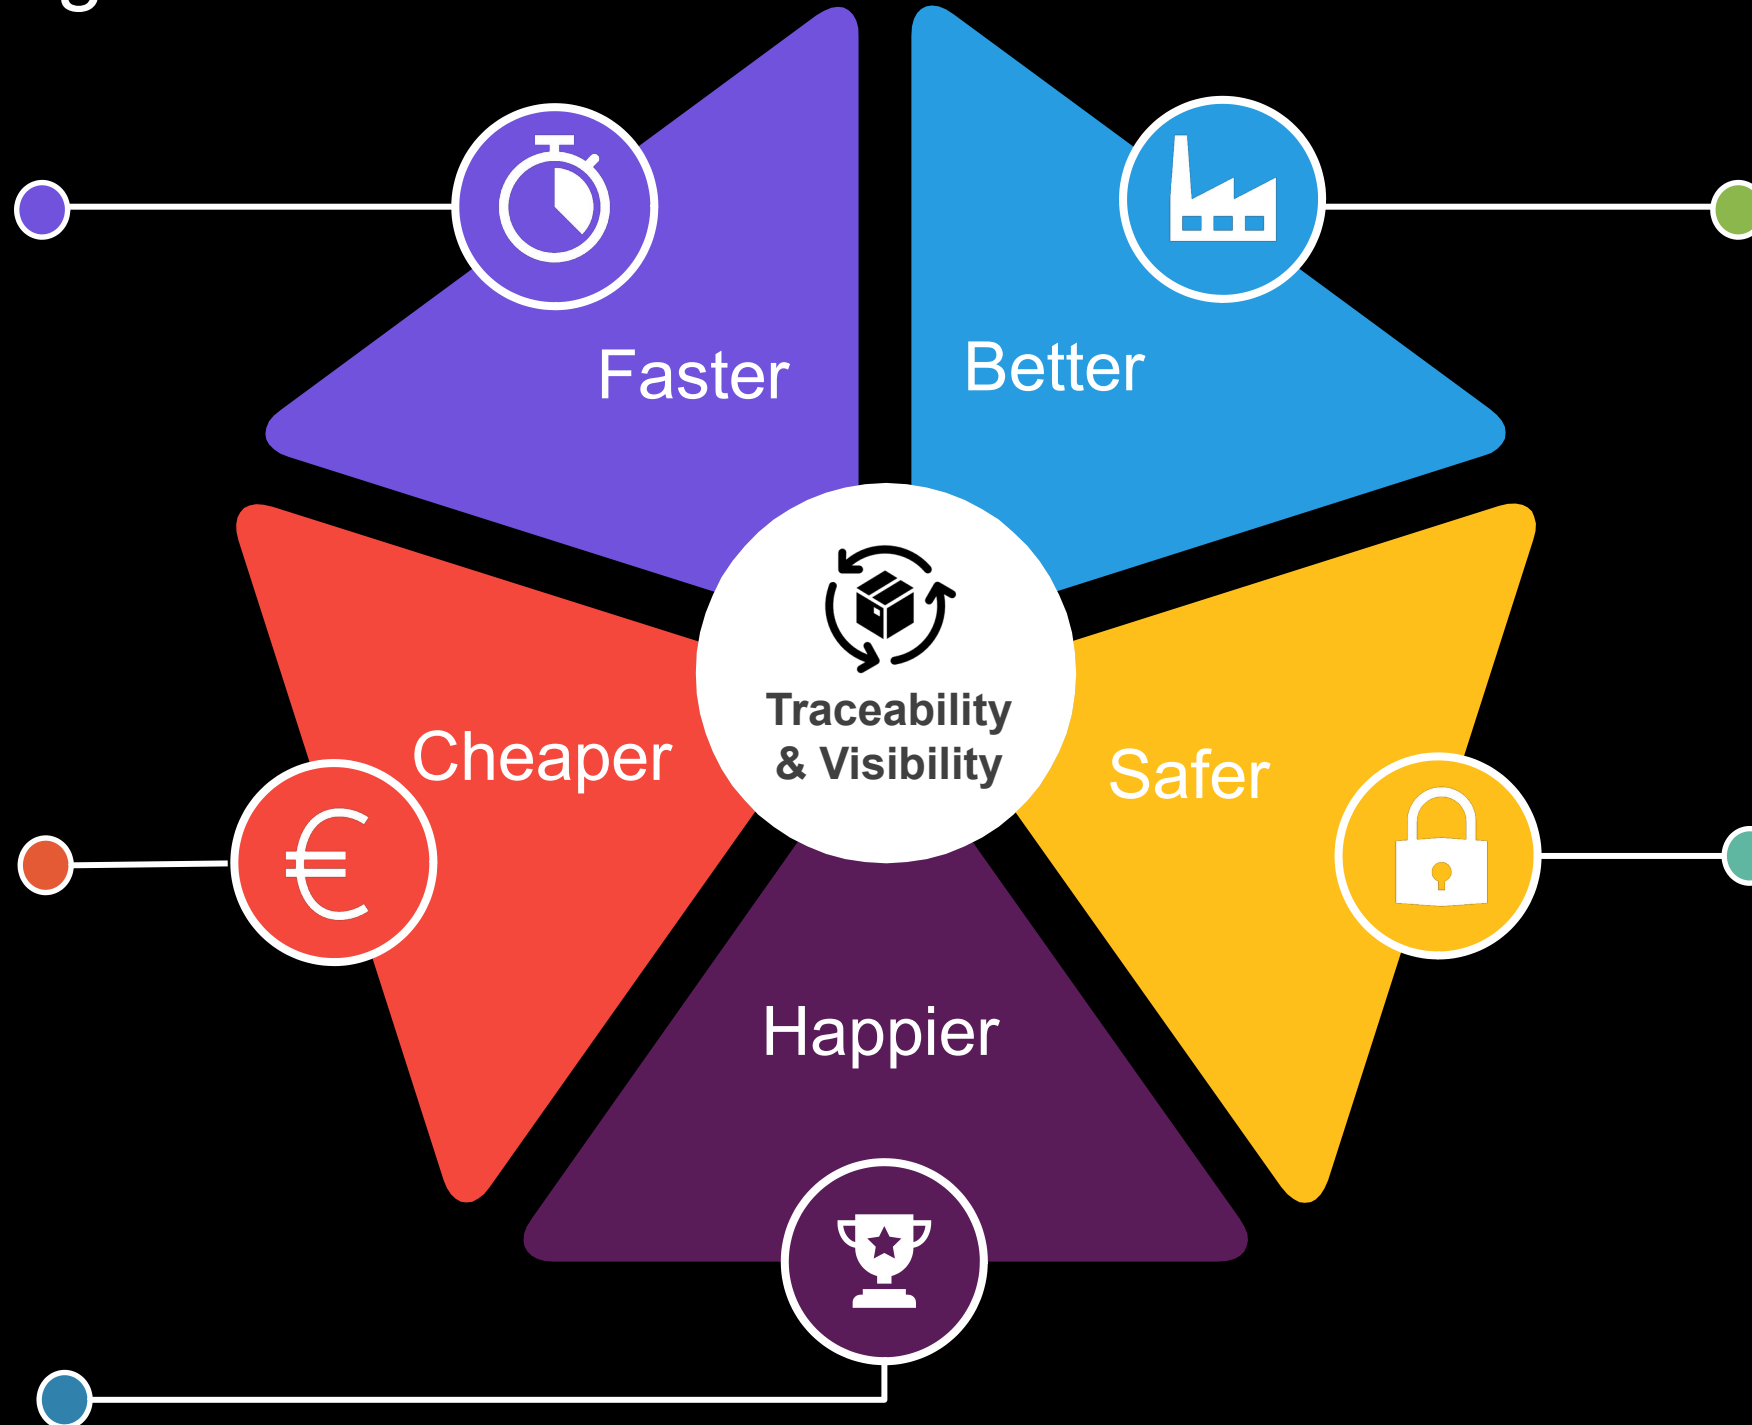 Faster
Better
Traceability
& Visibility
Cheaper
Safer
Happier